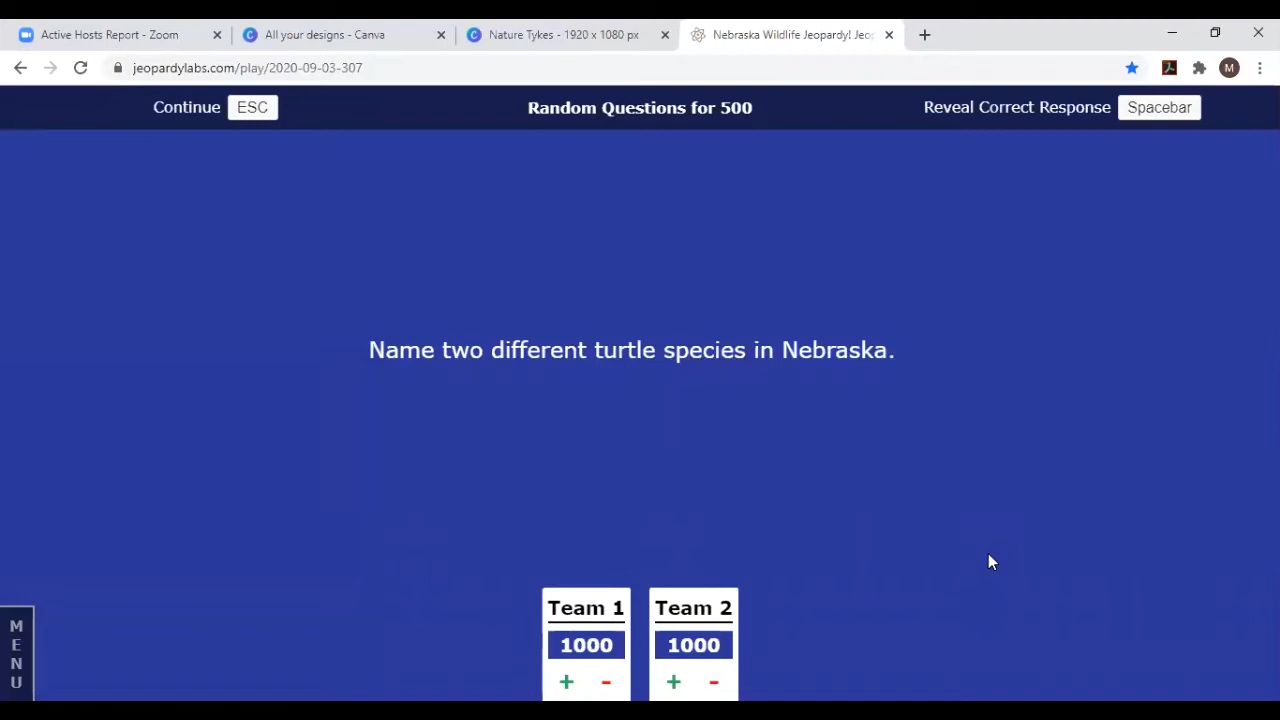 Active Hosts Report - Zoom
All your designs - Canva
Nature Tykes - 1920 x 1080 px
Nebraska Wildlife Jeopardy! Jeop
jeopardylabs.com/play/2020-09-03-307
M
Continue ESC
Random Questions for 500
Reveal Correct Response Spacebar
Name two different turtle species in Nebraska.
Team 1 Team 2
1000 1000
+ - + -
MENU